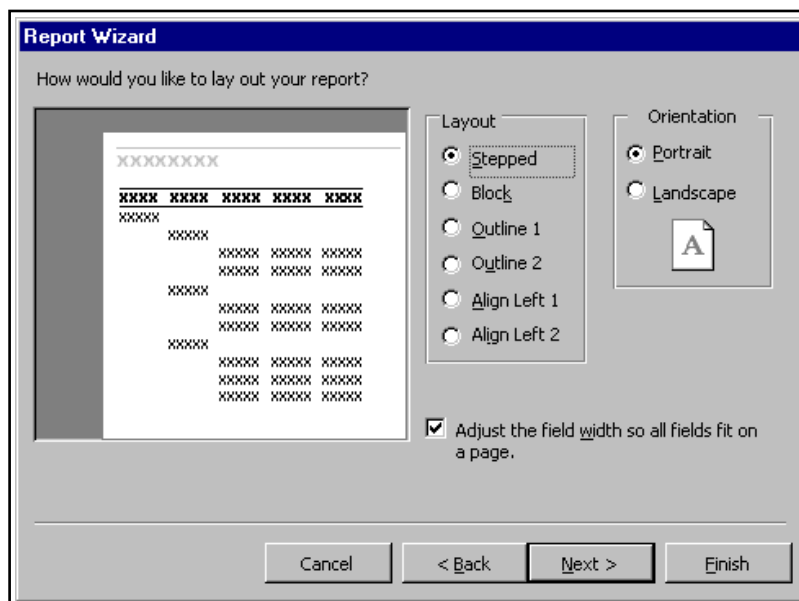 Report Wizard
How would you like to lay out your report?
XXXXXXXX
XXXX XXXX XXXX XXXX XXXX
XXXXX
XXXXX
XXXXX XXXXX XXXXX
XXXXX XXXXX XXXXX
XXXXX
XXXXX XXXXX XXXXX
XXXXX XXXXX XXXXX
XXXXX
XXXXX XXXXX XXXXX
XXXXX XXXXX XXXXX
XXXXX XXXXX XXXXX
Layout
Stepped
Block
Outline 1
Outline 2
Align Left 1
Align Left 2
Orientation
Portrait
Landscape
A
Adjust the field width so all fields fit on
a page.
Cancel
< Back
Next >
Finish